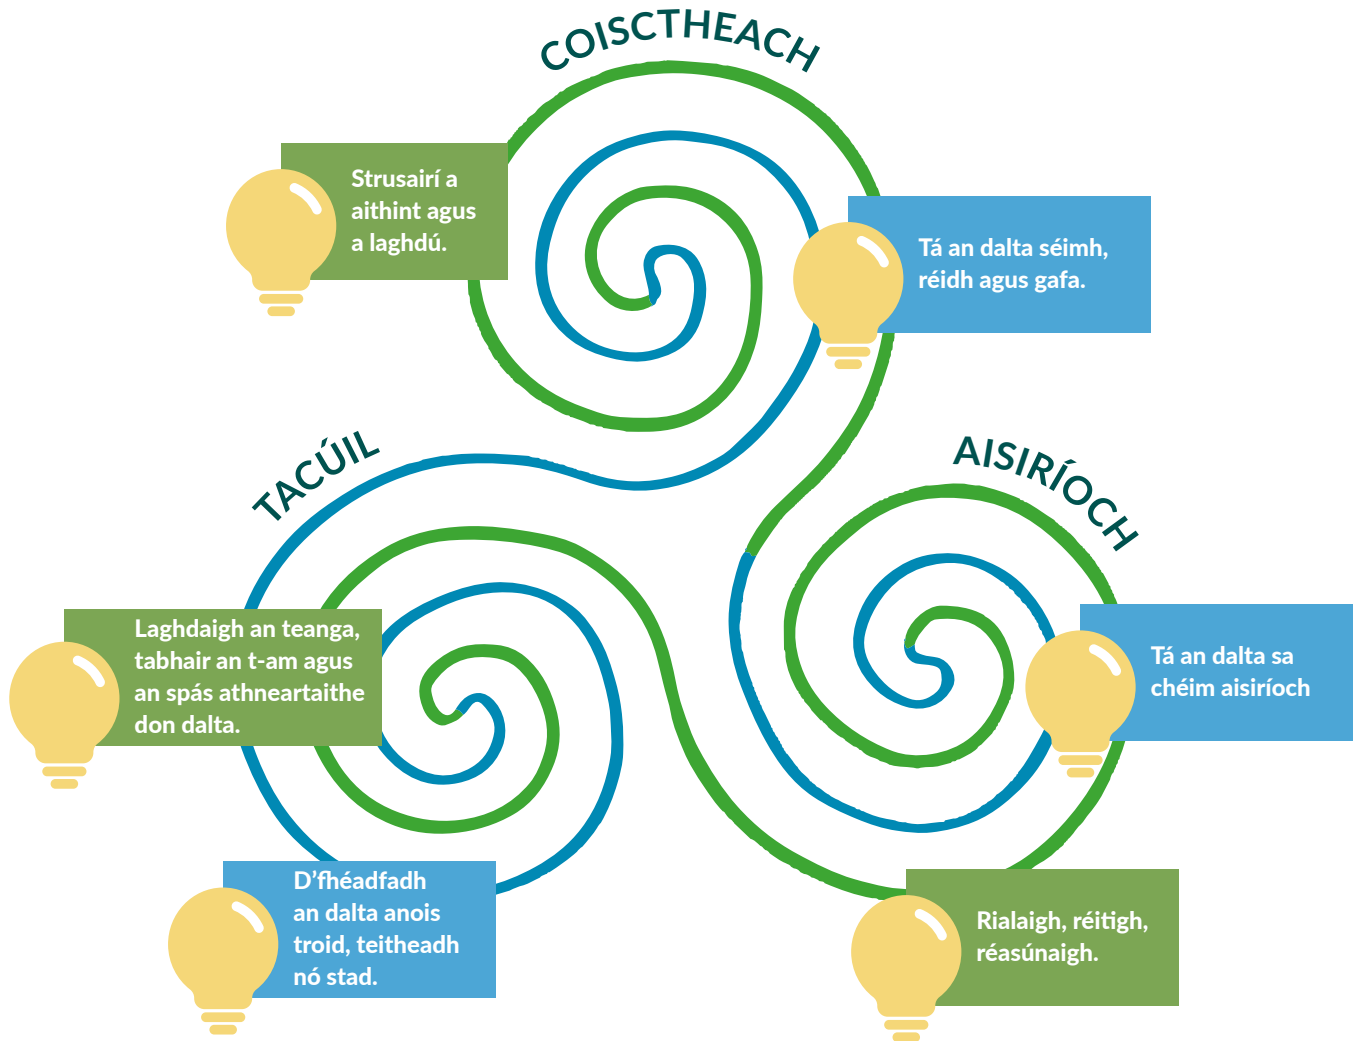 COISCTHEACH
Strusairí a
aithint agus
a laghdú.
Tá an dalta séimh,
réidh agus gafa.
TACÚIL
Laghdaigh an teanga,
tabhair an t-am agus
an spás athneartaithe
don dalta.
D’fhéadfadh
an dalta anois
troid, teitheadh
nó stad.
AISIRÍOCH
Tá an dalta sa
chéim aisiríoch
Rialaigh, réitigh,
réasúnaigh.